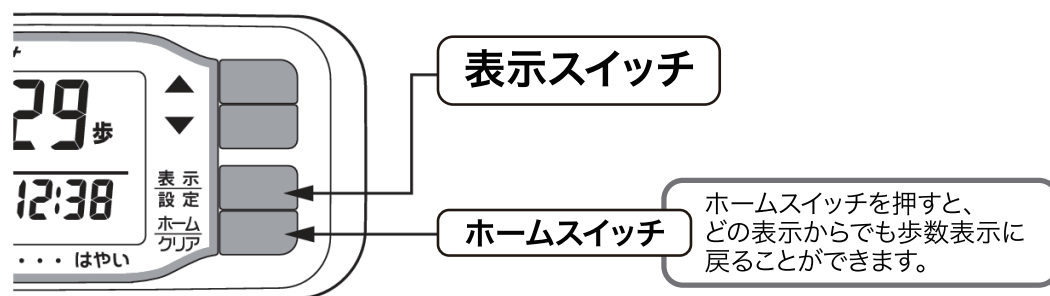 29歩
12:38
▲
▼
表示
設定
ホーム
クリア
・・・・はやい
表示スイッチ
ホームスイッチ
ホームスイッチを押すと、
どの表示からでも歩数表示に
戻ることができます。